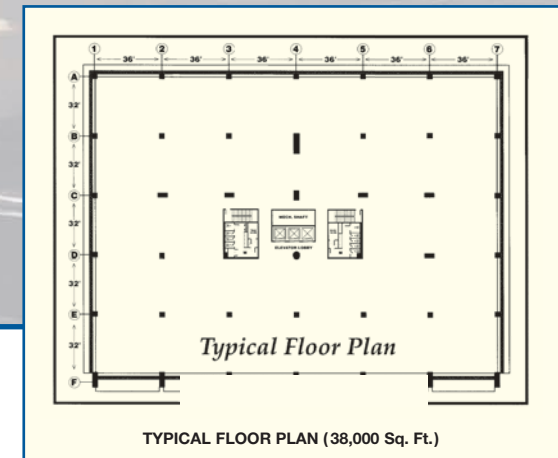 1 2 3 4 5 6 7
36' 36' 36' 36' 36' 36'
A
32'
B
32'
C
MECH. SHAFT
32'
ELEVATOR LOBBY
D
32'
E
Typical Floor Plan
32'
F
TYPICAL FLOOR PLAN (38,000 Sq. Ft.)